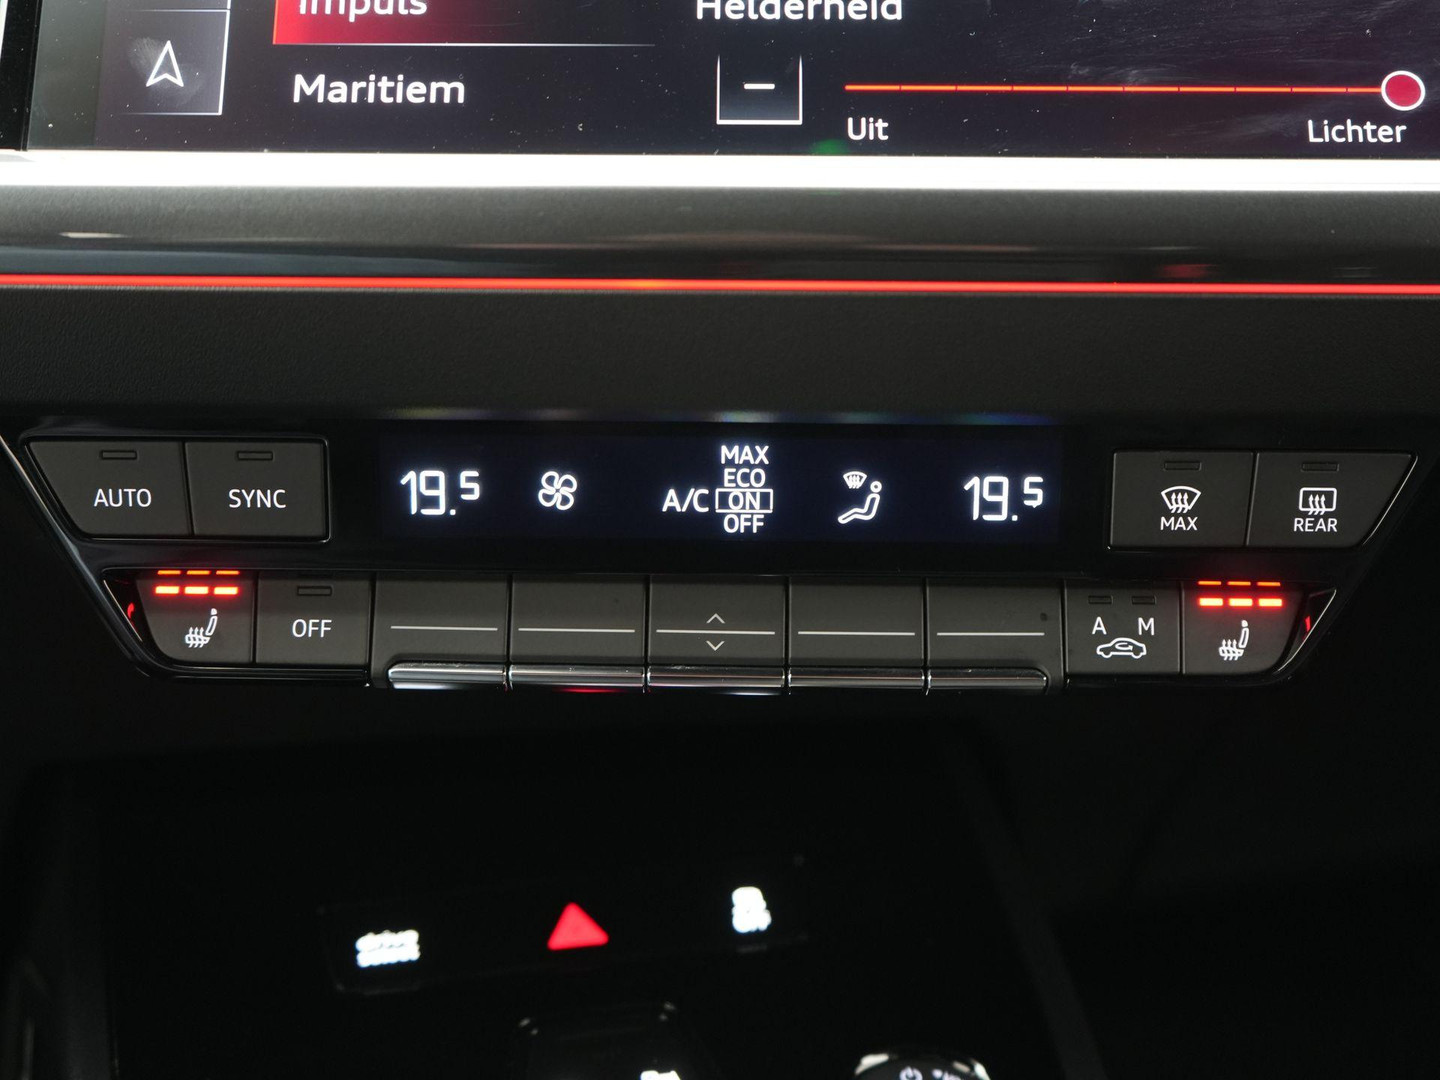 Impuls
Helderheid
Maritiem
Uit
Lichter
AUTO
SYNC
19.5
A/C
MAX
ECO
ON
OFF
19.5
MAX
REAR
OFF
A M